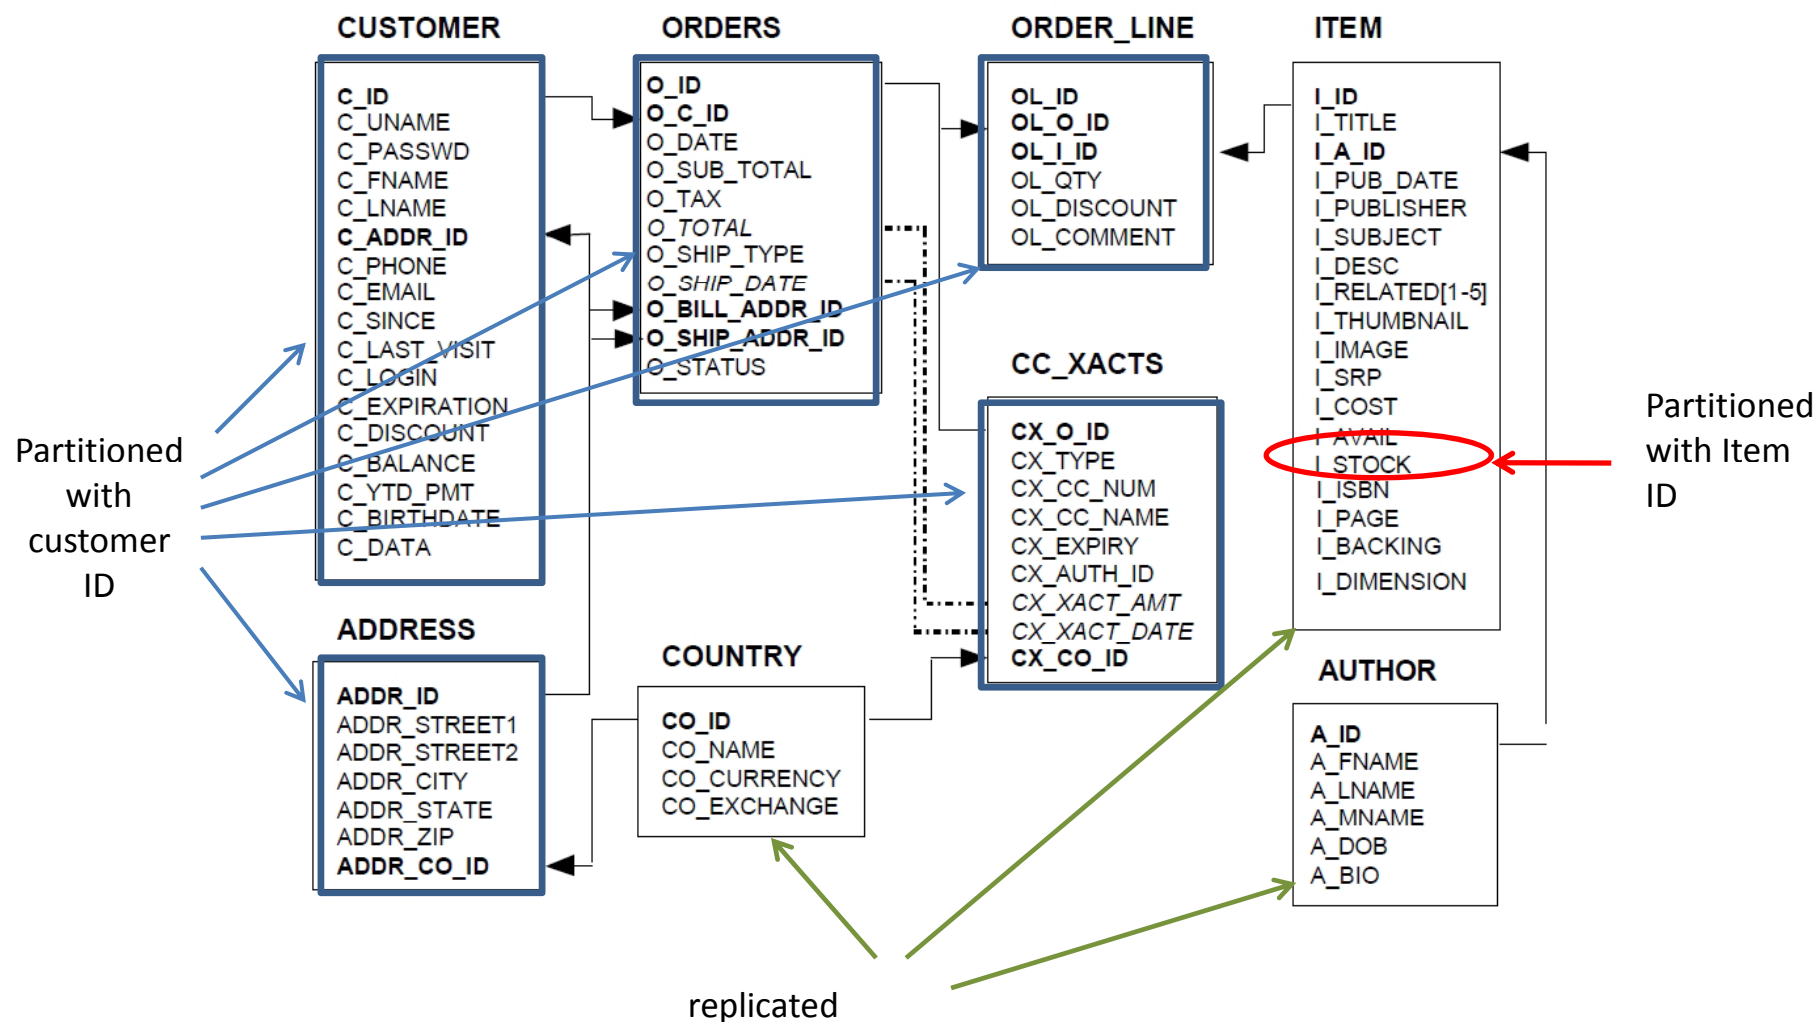 CUSTOMER
C_ID
C_UNAME
C_PASSWD
C_FNAME
C_LNAME
C_ADDR_ID
C_PHONE
C_EMAIL
C_SINCE
C_LAST_VISIT
C_LOGIN
C_EXPIRATION
C_DISCOUNT
C_BALANCE
C_YTD_PMT
C_BIRTHDATE
C_DATA
ORDERS
O_ID
O_C_ID
O_DATE
O_SUB_TOTAL
O_TAX
O_TOTAL
O_SHIP_TYPE
O_SHIP_DATE
O_BILL_ADDR_ID
O_SHIP_ADDR_ID
O_STATUS
ORDER_LINE
OL_ID
OL_O_ID
OL_I_ID
OL_QTY
OL_DISCOUNT
OL_COMMENT
ITEM
I_ID
I_TITLE
I_A_ID
I_PUB_DATE
I_PUBLISHER
I_SUBJECT
I_DESC
I_RELATED[1-5]
I_THUMBNAIL
I_IMAGE
I_SRP
I_COST
I_AVAIL
I_STOCK
I_ISBN
I_PAGE
I_BACKING
I_DIMENSION
CC_XACTS
CX_O_ID
CX_TYPE
CX_CC_NUM
CX_CC_NAME
CX_EXPIRY
CX_AUTH_ID
CX_XACT_AMT
CX_XACT_DATE
CX_CO_ID
Partitioned
with
customer
ID
Partitioned
with Item
ID
ADDRESS
ADDR_ID
ADDR_STREET1
ADDR_STREET2
ADDR_CITY
ADDR_STATE
ADDR_ZIP
ADDR_CO_ID
COUNTRY
CO_ID
CO_NAME
CO_CURRENCY
CO_EXCHANGE
AUTHOR
A_ID
A_FNAME
A_LNAME
A_MNAME
A_DOB
A_BIO
replicated